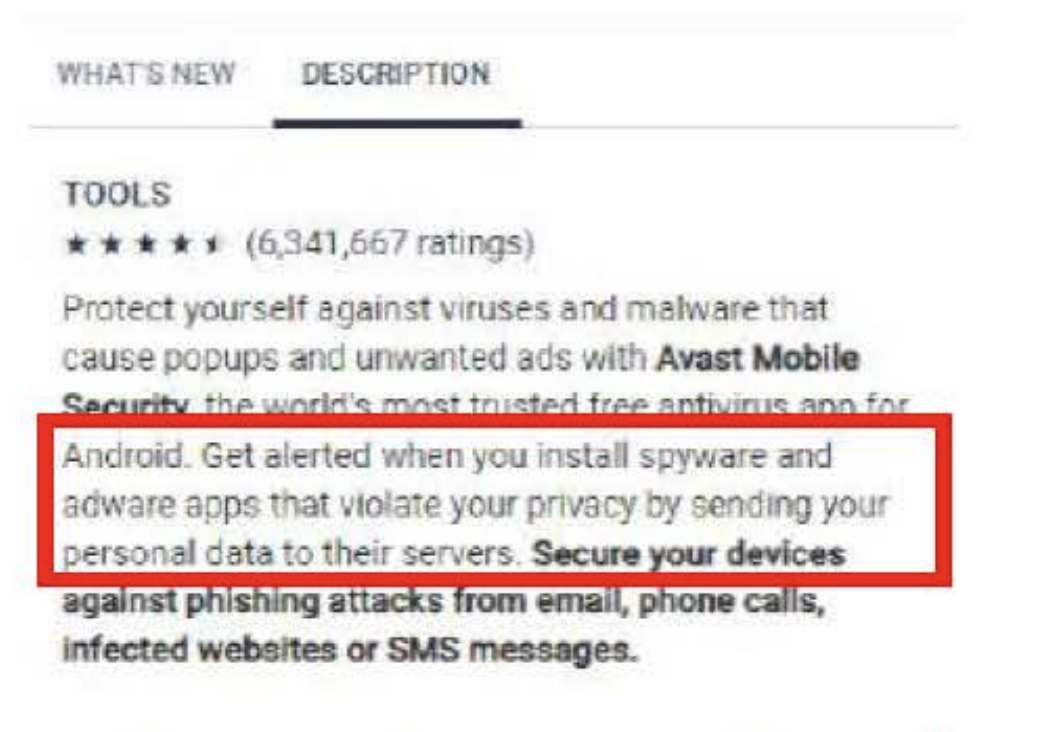 WHAT'S NEW DESCRIPTION
TOOLS
(6,341,667 ratings)
Protect yourself against viruses and malware that
cause popups and unwanted ads with Avast Mobile
Security, the world's most trusted free antivirus app for
Android. Get alerted when you install spyware and
adware apps that violate your privacy by sending your
personal data to their servers. Secure your devices
against phishing attacks from email, phone calls,
infected websites or SMS messages.